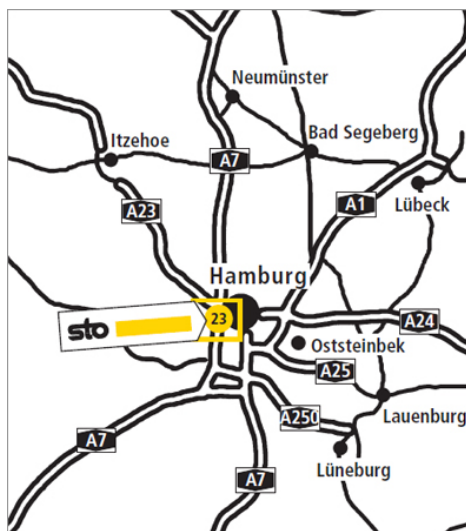 Neumünster
Bad Segeberg
Itzehoe
A7
A23
A1
Lübeck
Hamburg
sto
23
A24
Oststeinbek
A25
Lauenburg
A250
A7
A7
Lüneburg